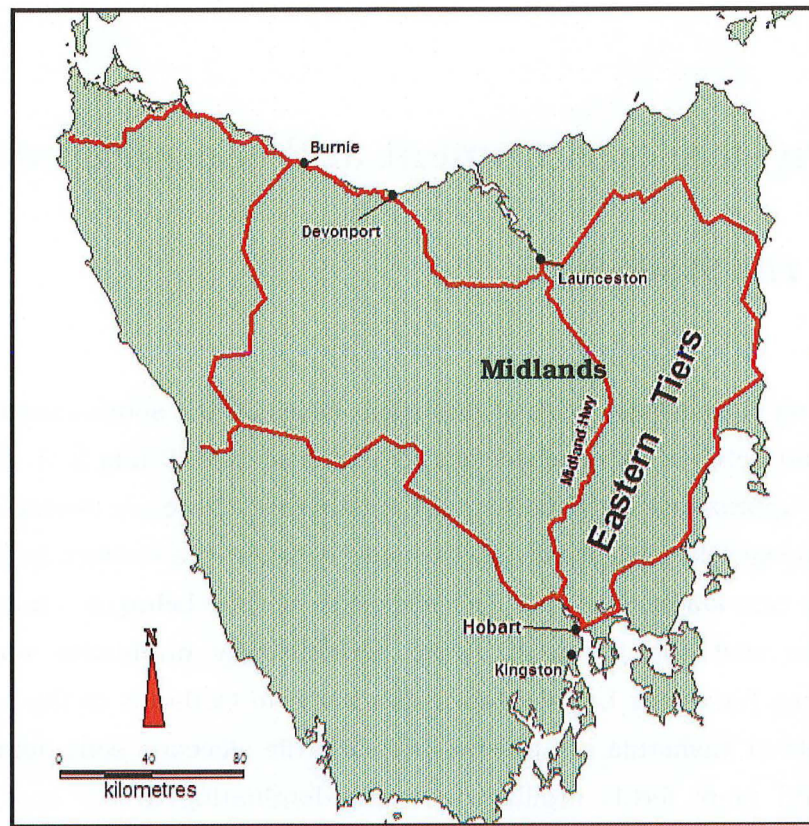 Burnie
Devonport
Launceston
Midlands
Midland Hwy
Eastern Tiers
Hobart
Kingston
N
0 40 80
kilometres